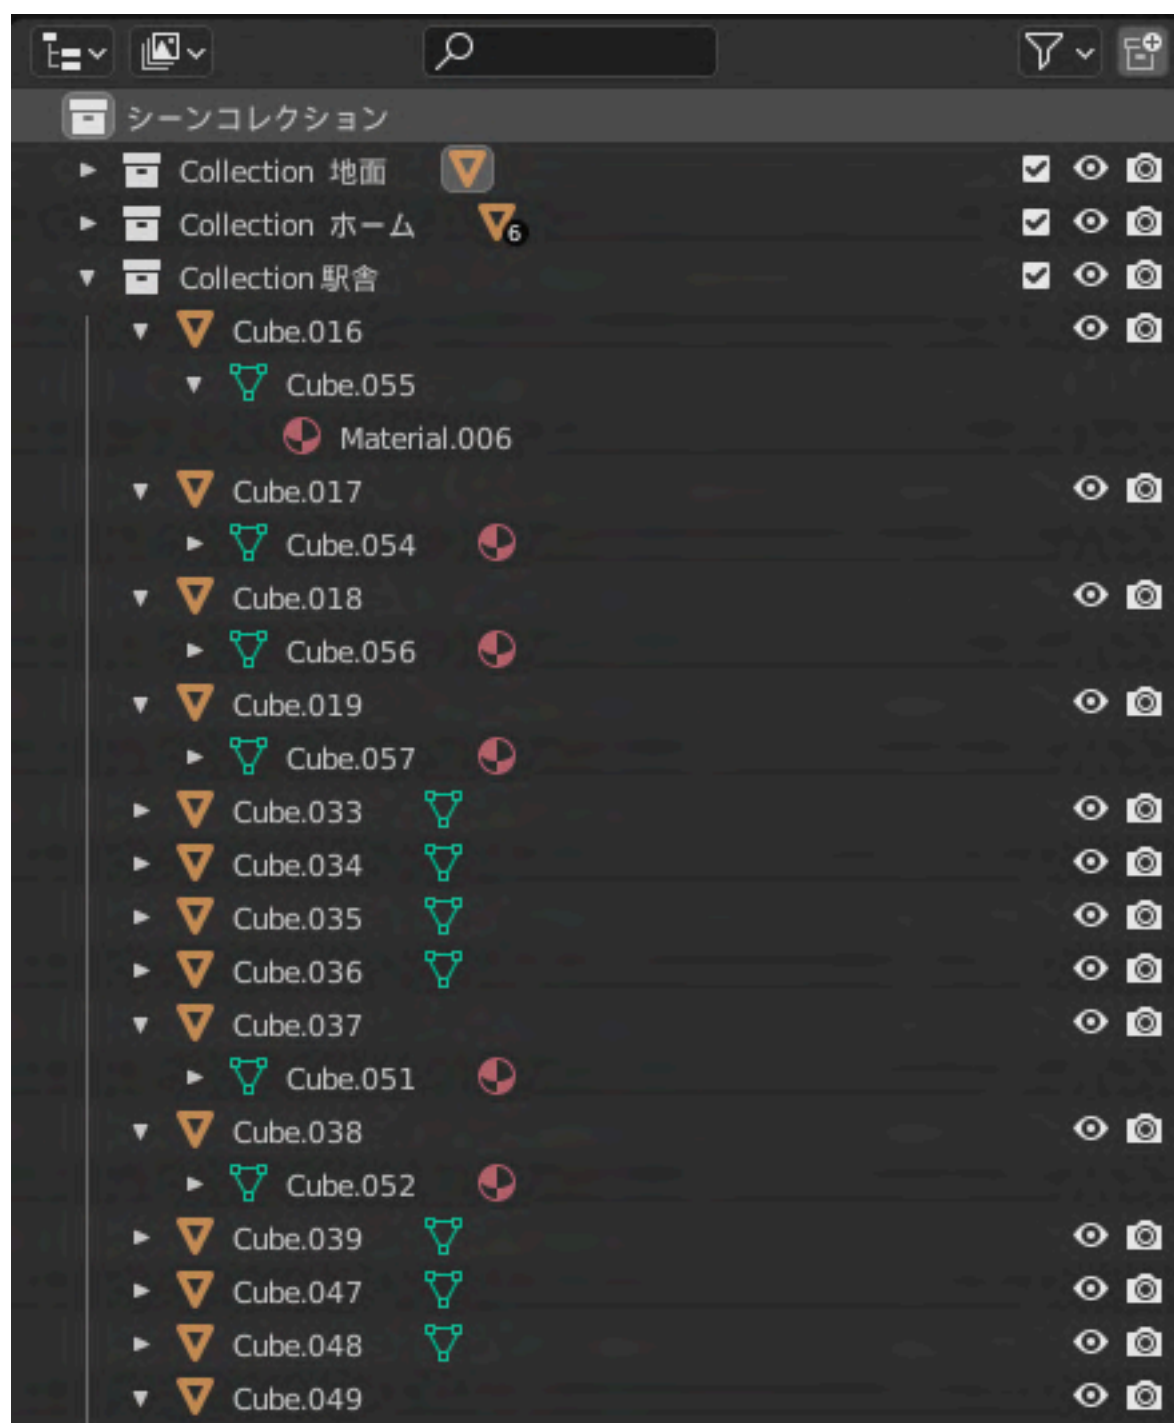 シーンコレクション
Collection 地面
Collection ホーム 6
Collection 駅舎
Cube.016
Cube.055
Material.006
Cube.017
Cube.054
Cube.018
Cube.056
Cube.019
Cube.057
Cube.033
Cube.034
Cube.035
Cube.036
Cube.037
Cube.051
Cube.038
Cube.052
Cube.039
Cube.047
Cube.048
Cube.049